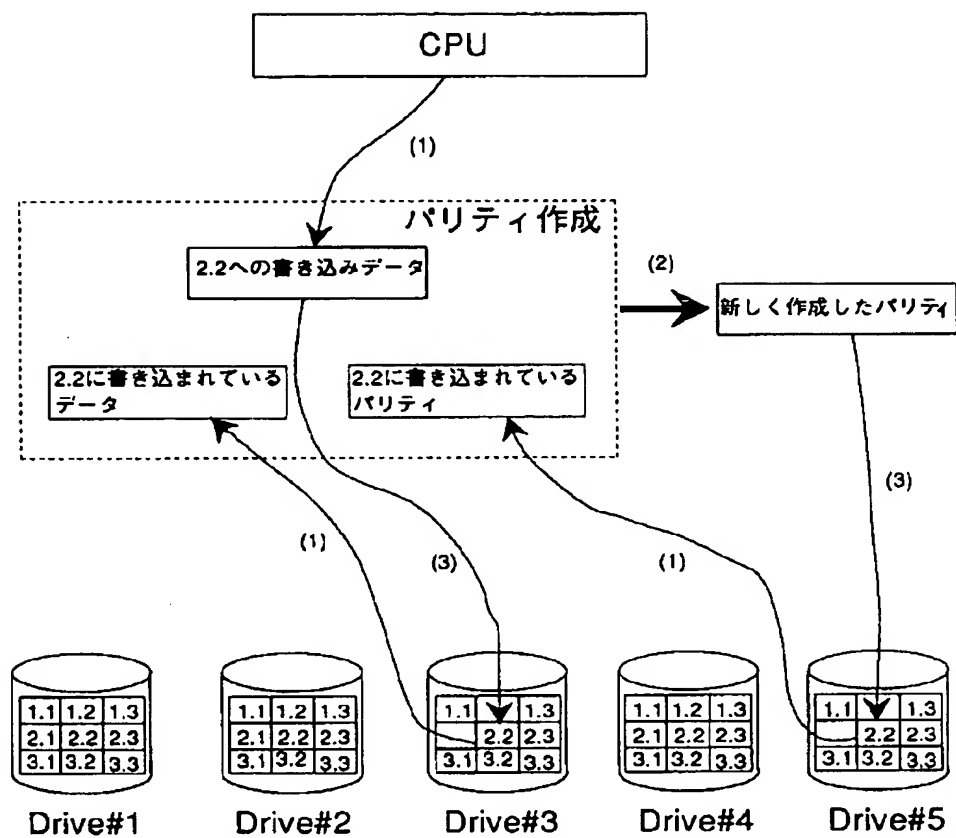 CPU
(1)
パリティ作成
2.2への書き込みデータ
(2)
新しく作成したパリティ
2.2に書き込まれている
データ
2.2に書き込まれている
パリティ
(1)
(3)
(1)
(3)
1.1 1.2 1.3
2.1 2.2 2.3
3.1 3.2 3.3
1.1 1.2 1.3
2.1 2.2 2.3
3.1 3.2 3.3
1.1 1.3
2.2 2.3
3.1 3.2 3.3
1.1 1.2 1.3
2.1 2.2 2.3
3.1 3.2 3.3
1.1 1.3
2.2 2.3
3.1 3.2 3.3
Drive#1 Drive#2 Drive#3 Drive#4 Drive#5